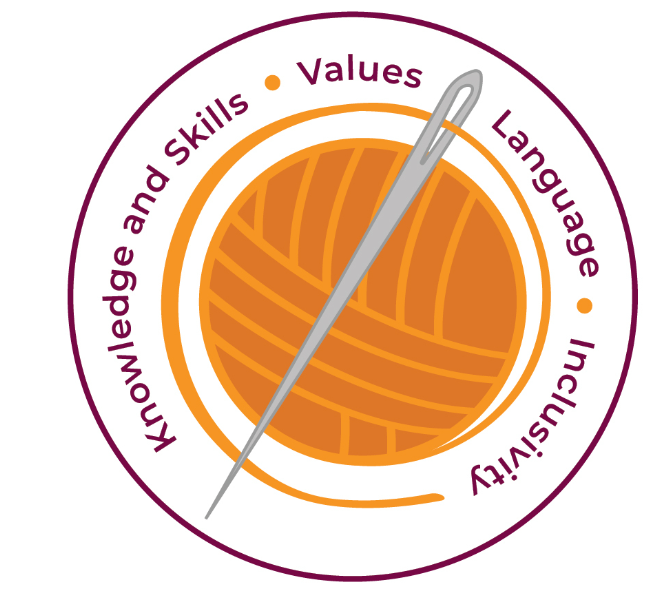 Knowledge and Skills • Values
Language • Inclusivity